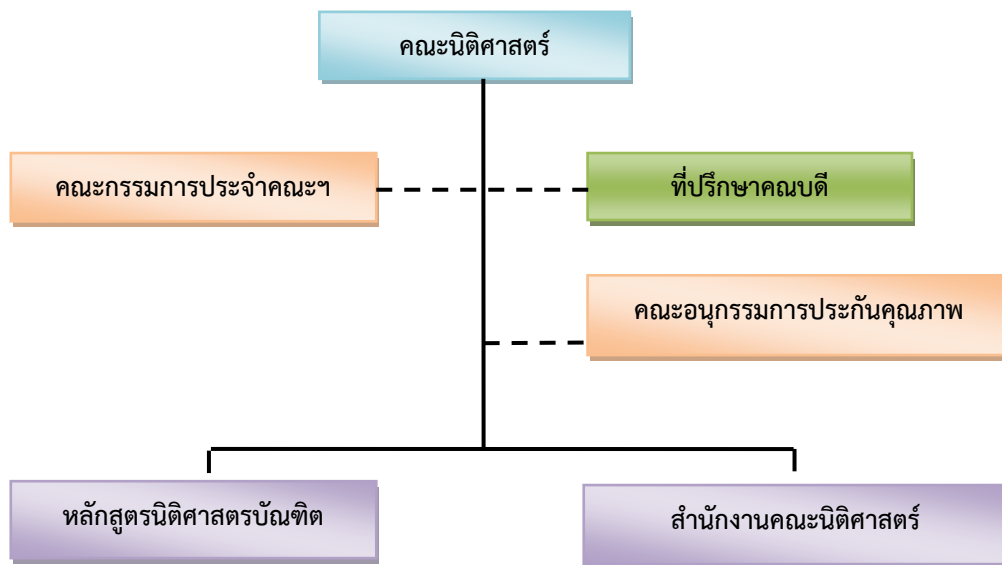 คณะนิติศาสตร์
คณะกรรมการประจำคณะฯ
ที่ปรึกษาคณบดี
คณะอนุกรรมการประกันคุณภาพ
หลักสูตรนิติศาสตรบัณฑิต
สำนักงานคณะนิติศาสตร์